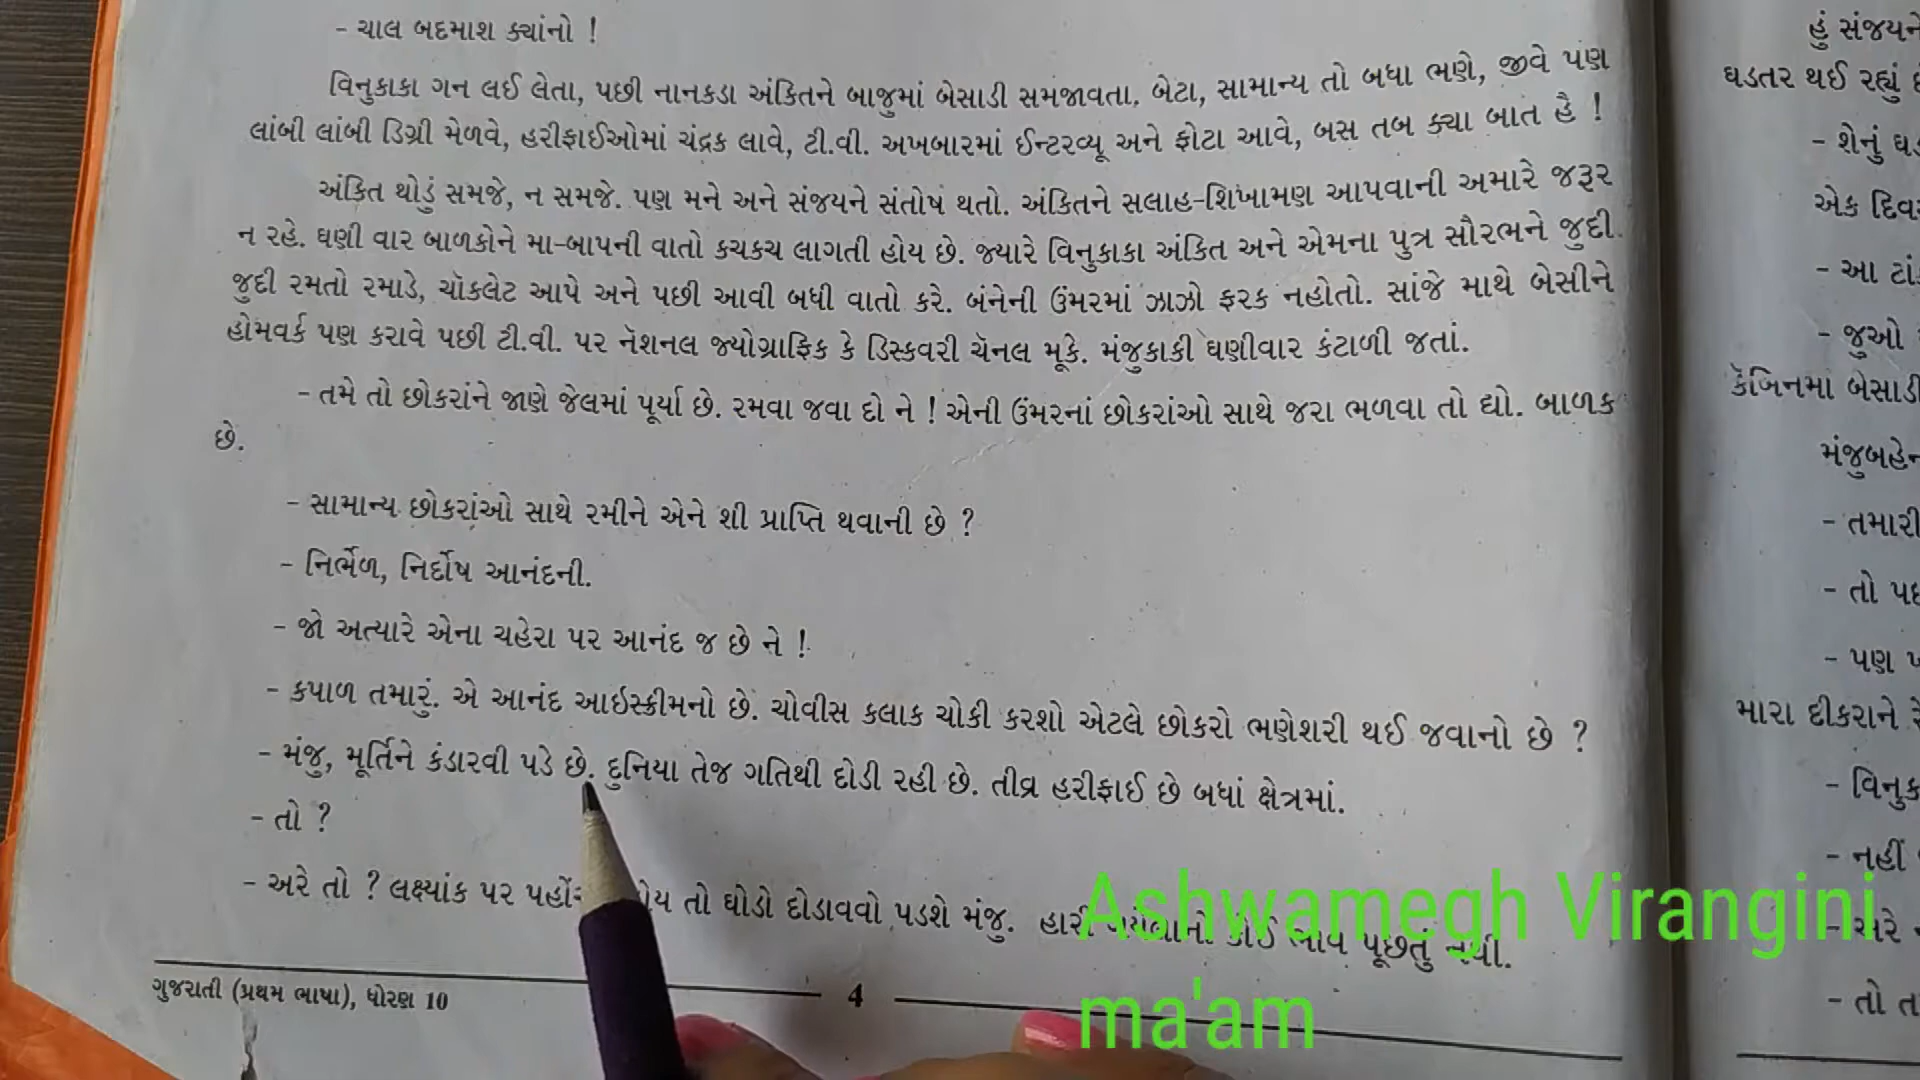 - ચાલ બદમાશ ક્યાંનો !
વિનુકાકા ગન લઈ લેતા, પછી નાનકડા અંકિતને બાજુમાં બેસાડી સમજાવતા. બેટા, સામાન્ય તો બધા ભણે, જીવે પણ
લાંબી લાંબી ડિગ્રી મેળવે, હરીફાઈઓમાં ચંદ્રક લાવે, ટી.વી. અખબારમાં ઈન્ટરવ્યૂ અને ફોટા આવે, બસ તબ ક્યા બાત હૈ !
અંકિત થોડું સમજે, ન સમજે. પણ મને અને સંજયને સંતોષ થતો. અંકિતને સલાહ-શિખામણ આપવાની અમારે જરૂર
ન રહે. ઘણી વાર બાળકોને મા-બાપની વાતો કચકચ લાગતી હોય છે. જ્યારે વિનુકાકા અંકિત અને એમના પુત્ર સૌરભને જુદી
જુદી રમતો રમાડે, ચૉકલેટ આપે અને પછી આવી બધી વાતો કરે. બંનેની ઉંમરમાં ઝાઝો ફરક નહોતો. સાંજે માથે બેસીને
હોમવર્ક પણ કરાવે પછી ટી.વી. પર નૅશનલ જ્યોગ્રાફિક કે ડિસ્કવરી ચૅનલ મૂકે. મંજુકાકી ઘણીવાર કંટાળી જતાં.
- તમે તો છોકરાંને જાણે જેલમાં પૂર્યા છે. રમવા જવા દો ને ! એની ઉંમરનાં છોકરાંઓ સાથે જરા ભળવા તો દ્યો. બાળક
છે.
- સામાન્ય છોકરાંઓ સાથે રમીને એને શી પ્રાપ્તિ થવાની છે ?
- નિર્ભેળ, નિર્દોષ આનંદની.
- જો અત્યારે એના ચહેરા પર આનંદ જ છે ને !
- કપાળ તમારું. એ આનંદ આઇસ્ક્રીમનો છે. ચોવીસ કલાક ચોકી કરશો એટલે છોકરો ભણેશરી થઈ જવાનો છે ?
- મંજુ, મૂર્તિને કંડારવી પડે છે. દુનિયા તેજ ગતિથી દોડી રહી છે. તીવ્ર હરીફાઈ છે બધાં ક્ષેત્રમાં.
- તો ?
- અરે તો ? લક્ષ્યાંક પર તો ઘોડો દોડાવવો પડશે મંજુ. પૂછતું નથી.
ગુજરાતી (પ્રથમ ભાષા), ધોરણ 10
4
હું સંજયને
ઘડતર થઈ રહ્યું
- શેનું
એક
- આ
- જુઓ
કૅબિનમા બેસાડી
મંજુબહેન
- તમારી
- તો
- પણ
મારા દીકરાને
-
- નહીં
- અરે
- તો
Ashwamegh Virangini
ma'am